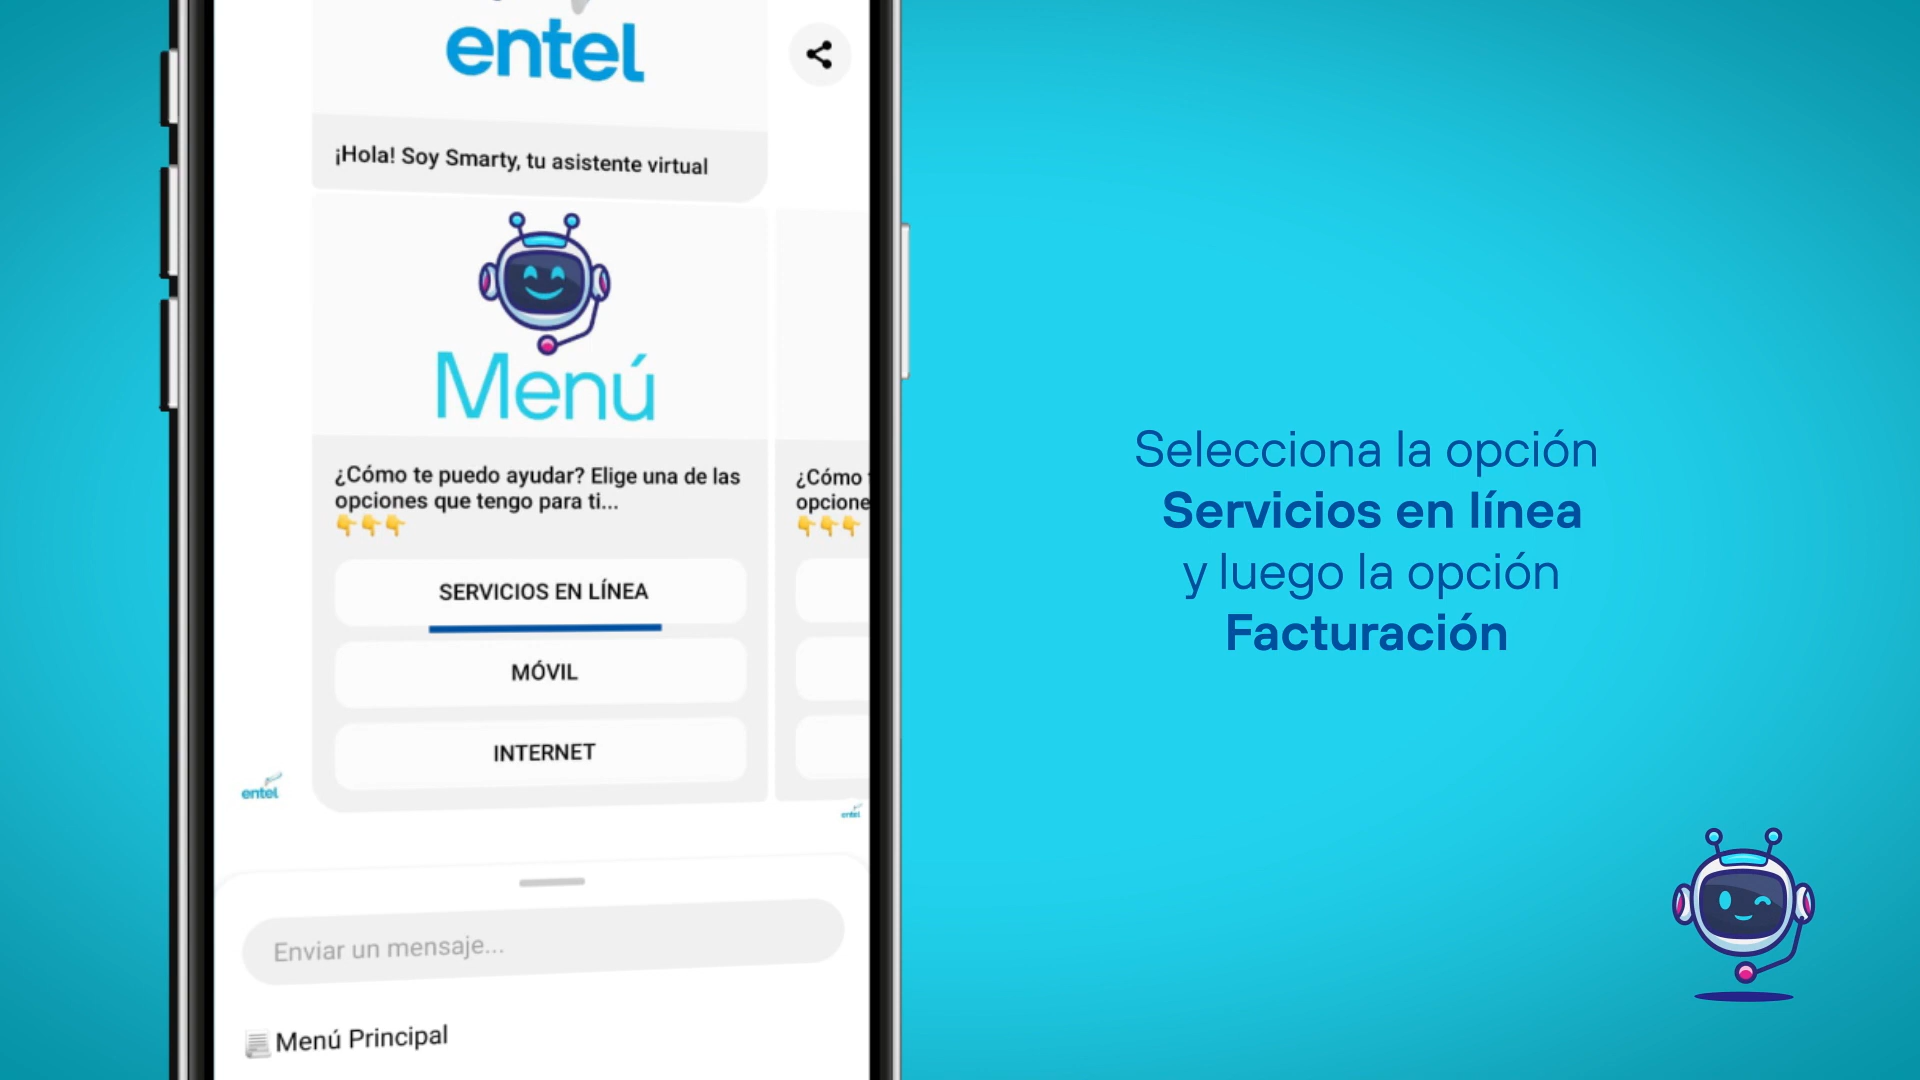 entel
¡Hola! Soy Smarty, tu asistente virtual
Menú
¿Cómo te puedo ayudar? Elige una de las
opciones que tengo para ti...
SERVICIOS EN LÍNEA
MÓVIL
INTERNET
¿Cómo
opcione
entel
entel
Enviar un mensaje...
Menú Principal
Selecciona la opción
Servicios en línea
y luego la opción
Facturación